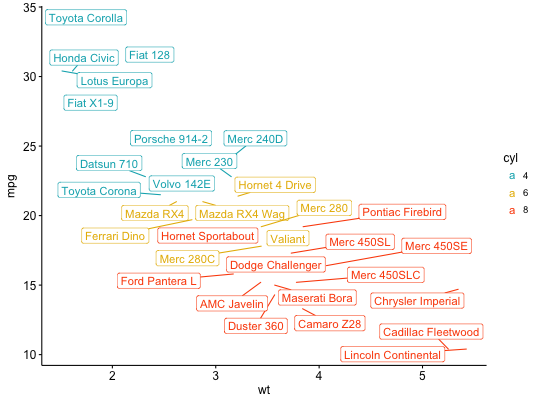 35
Toyota Corolla
Honda Civic
Fiat 128
Lotus Europa
Fiat X1-9
30
25
Porsche 914-2
Merc 240D
Datsun 710
Merc 230
Toyota Corona
Volvo 142E
Hornet 4 Drive
mpg
20
Mazda RX4
Mazda RX4 Wag
Merc 280
Pontiac Firebird
Ferrari Dino
Hornet Sportabout
Valiant
Merc 450SL
Merc 450SE
Merc 280C
Dodge Challenger
Ford Pantera L
Merc 450SLC
15
AMC Javelin
Maserati Bora
Chrysler Imperial
Duster 360
Camaro Z28
Cadillac Fleetwood
Lincoln Continental
10
2
3
4
5
wt
cyl
a 4
a 6
a 8